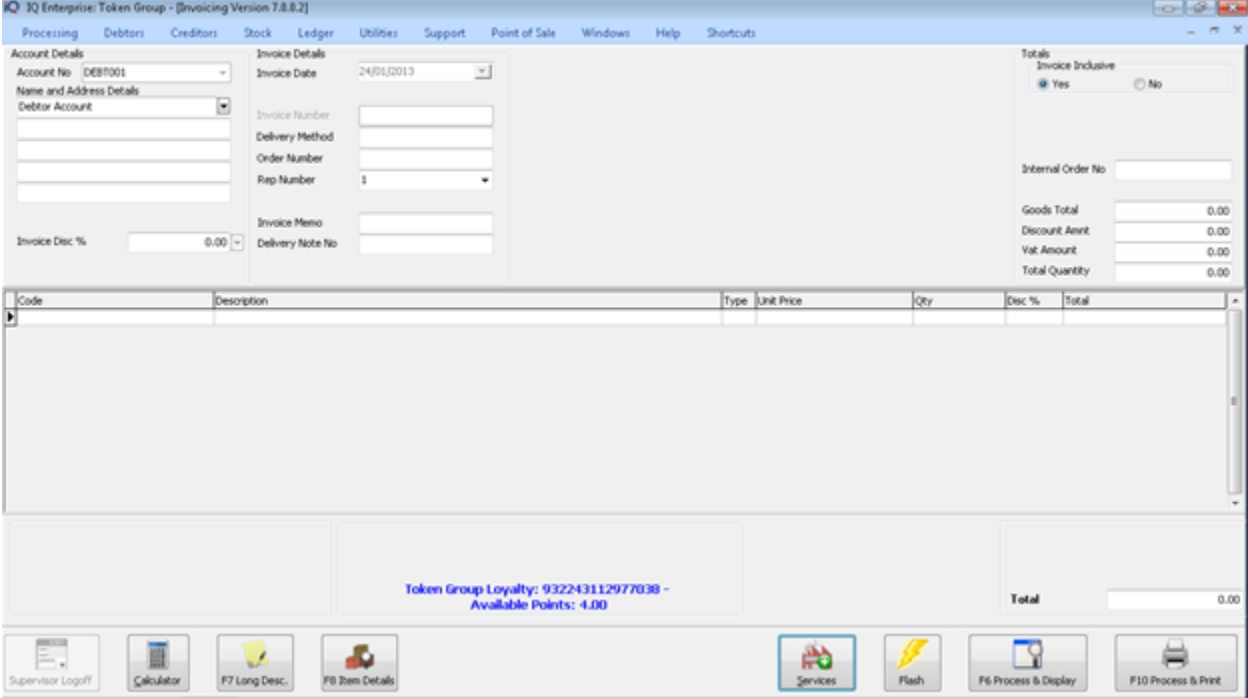 IQ Enterprise: Token Group - [Invoicing Version 7.0.0.2]
Processing Debtors Creditors Stock Ledger Utilities Support Point of Sale Windows Help Shortcuts
Account Details
Account No DEBT001
Name and Address Details
Debtor Account
Invoice Disc % 0.00
Invoice Details
Invoice Date 24/01/2013
Invoice Number
Delivery Method
Order Number
Rep Number 1
Invoice Memo
Delivery Note No
Totals
Invoice Inclusive
Yes No
Internal Order No
Goods Total 0.00
Discount Amnt 0.00
Vat Amount 0.00
Total Quantity 0.00
Code Description Type Unit Price Qty Disc % Total
Token Group Loyalty: 932243112977038 -
Available Points: 4.00
Total 0.00
Supervisor Logoff Calculator F7 Long Desc. F8 Item Details Services Flash F6 Process & Display F10 Process & Print